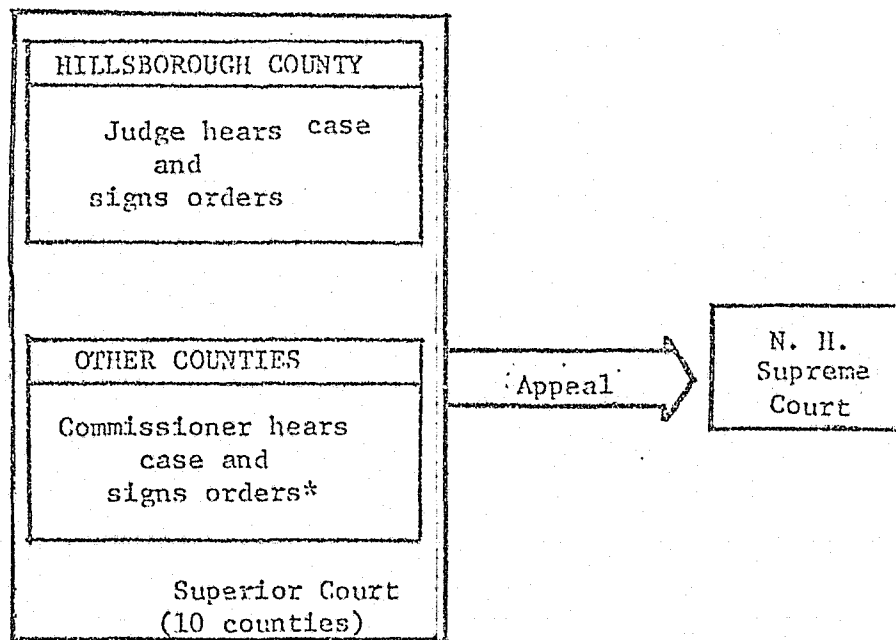 HILLSBOROUGH COUNTY
Judge hears case
and
signs orders
OTHER COUNTIES
Commissioner hears
case and
signs orders*
Superior Court
(10 counties)
Appeal
N. H.
Supreme
Court